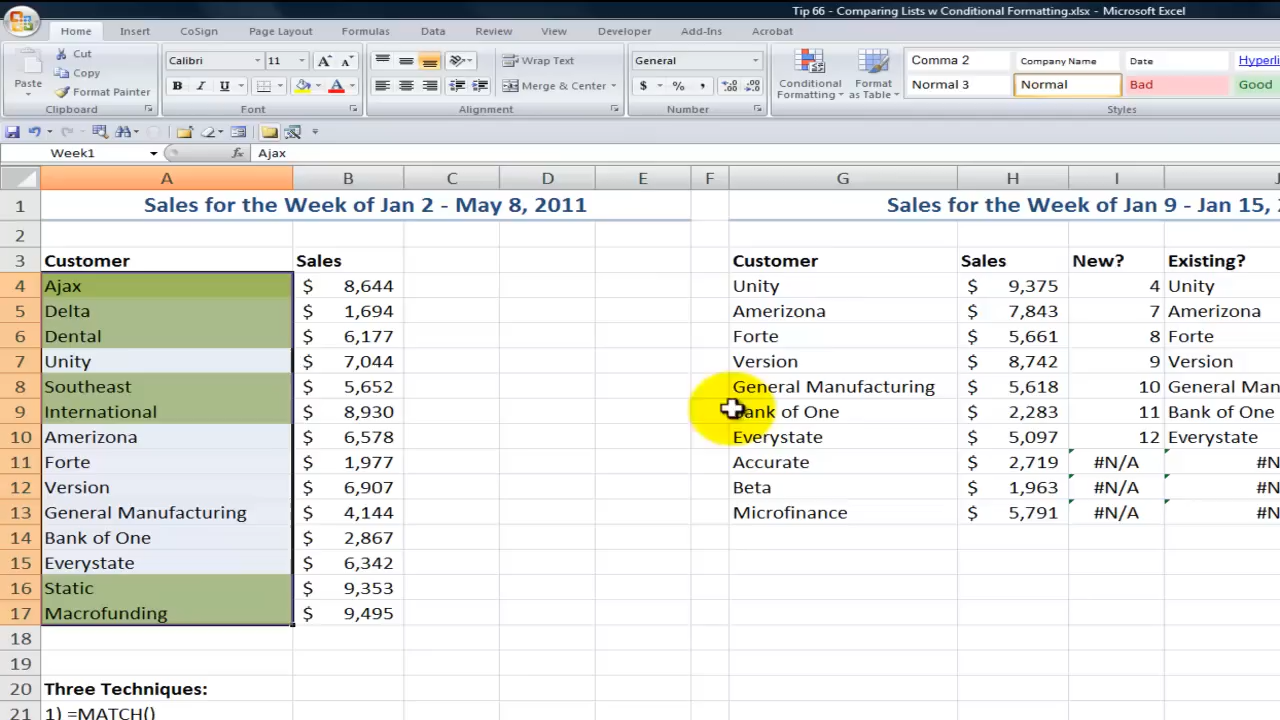 Tip 66 - Comparing Lists w Conditional Formatting.xlsx - Microsoft Excel
Home Insert CoSign Page Layout Formulas Data Review View Developer Add-Ins Acrobat
Paste Cut Copy Format Painter
Calibri 11 A A
B I U A
Wrap Text
Merge & Center
General
$ % ,
Conditional Formatting
Format as Table
Comma 2 Company Name Date Hyperli
Normal 3 Normal Bad Good
Clipboard Font Alignment Number Styles
Week1 fx Ajax
A B C D E F G H I J
1 Sales for the Week of Jan 2 - May 8, 2011 Sales for the Week of Jan 9 - Jan 15, 2
2
3 Customer Sales Customer Sales New? Existing?
4 Ajax $ 8,644 Unity $ 9,375 4 Unity
5 Delta $ 1,694 Amerizona $ 7,843 7 Amerizona
6 Dental $ 6,177 Forte $ 5,661 8 Forte
7 Unity $ 7,044 Version $ 8,742 9 Version
8 Southeast $ 5,652 General Manufacturing $ 5,618 10 General Man
9 International $ 8,930 Bank of One $ 2,283 11 Bank of One
10 Amerizona $ 6,578 Everystate $ 5,097 12 Everystate
11 Forte $ 1,977 Accurate $ 2,719 #N/A #N
12 Version $ 6,907 Beta $ 1,963 #N/A #N
13 General Manufacturing $ 4,144 Microfinance $ 5,791 #N/A #N
14 Bank of One $ 2,867
15 Everystate $ 6,342
16 Static $ 9,353
17 Macrofunding $ 9,495
18
19
20 Three Techniques:
21 1) =MATCH()